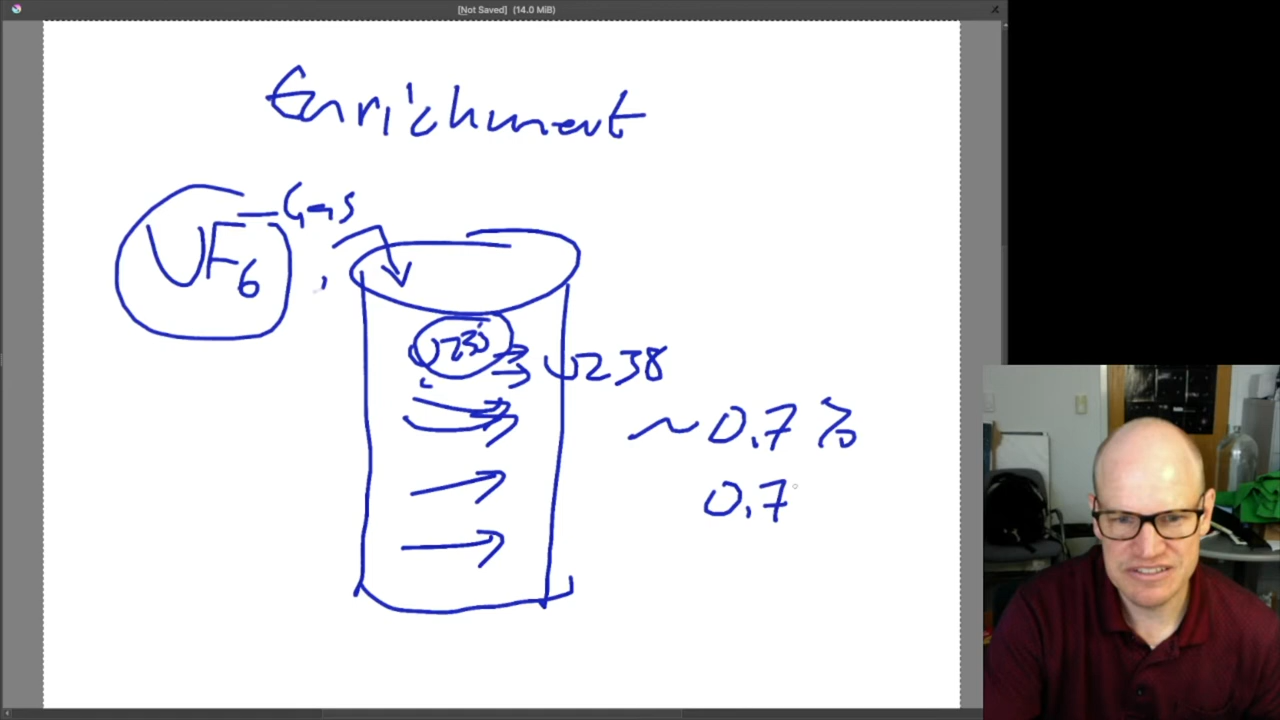 [Not Saved] (14.0 MiB)
Enrichment
Gas
UF6
U235
U238
~0.7%
0.7